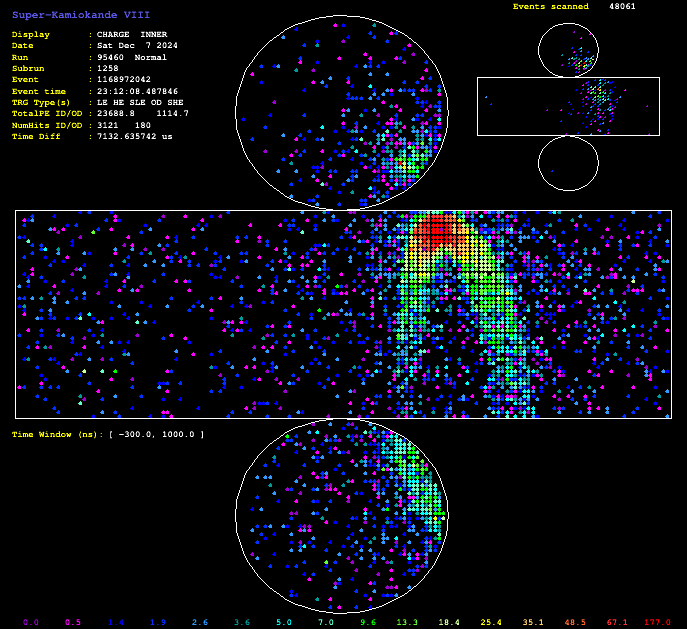 Super-Kamiokande VIII
Events scanned 48061
Display : CHARGE INNER
Date : Sat Dec 7 2024
Run : 95460 Normal
Subrun : 1258
Event : 1168972042
Event time : 23:12:08.487846
TRG Type(s) : LE HE SLE OD SHE
TotalPE ID/OD : 23688.8 1114.7
NumHits ID/OD : 3121 180
Time Diff : 7132.635742 us
Time Window (ns): [ -300.0, 1000.0 ]
0.0 0.5 1.1 1.9 2.6 3.6 5.0 7.0 9.6 13.3 18.4 25.4 35.1 48.5 67.1 177.0